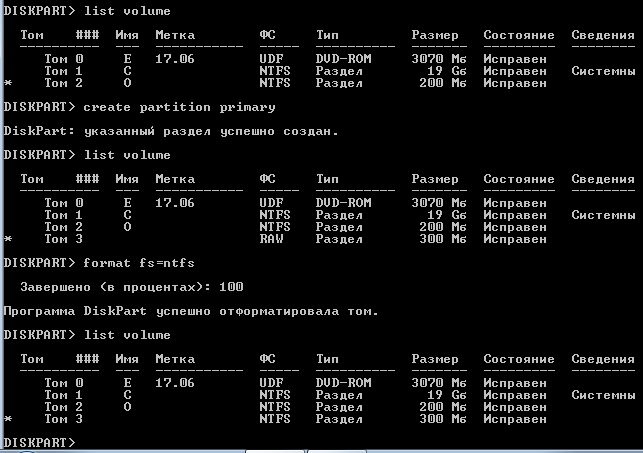 DISKPART> list volume
Том ### Имя Метка ФС Тип Размер Состояние Сведения
---------- --- ----------- ----- ---------- ------- --------- --------
Том 0 E 17.06 UDF DVD-ROM 3070 Мб Исправен
Том 1 C NTFS Раздел 19 Gб Исправен Системны
* Том 2 O NTFS Раздел 200 Мб Исправен
DISKPART> create partition primary
DiskPart: указанный раздел успешно создан.
DISKPART> list volume
Том ### Имя Метка ФС Тип Размер Состояние Сведения
---------- --- ----------- ----- ---------- ------- --------- --------
Том 0 E 17.06 UDF DVD-ROM 3070 Мб Исправен
Том 1 C NTFS Раздел 19 Gб Исправен Системны
Том 2 O NTFS Раздел 200 Мб Исправен
* Том 3 RAW Раздел 300 Мб Исправен
DISKPART> format fs=ntfs
Завершено (в процентах): 100
Программа DiskPart успешно отформатировала том.
DISKPART> list volume
Том ### Имя Метка ФС Тип Размер Состояние Сведения
---------- --- ----------- ----- ---------- ------- --------- --------
Том 0 E 17.06 UDF DVD-ROM 3070 Мб Исправен
Том 1 C NTFS Раздел 19 Gб Исправен Системны
Том 2 O NTFS Раздел 200 Мб Исправен
* Том 3 NTFS Раздел 300 Мб Исправен
DISKPART>